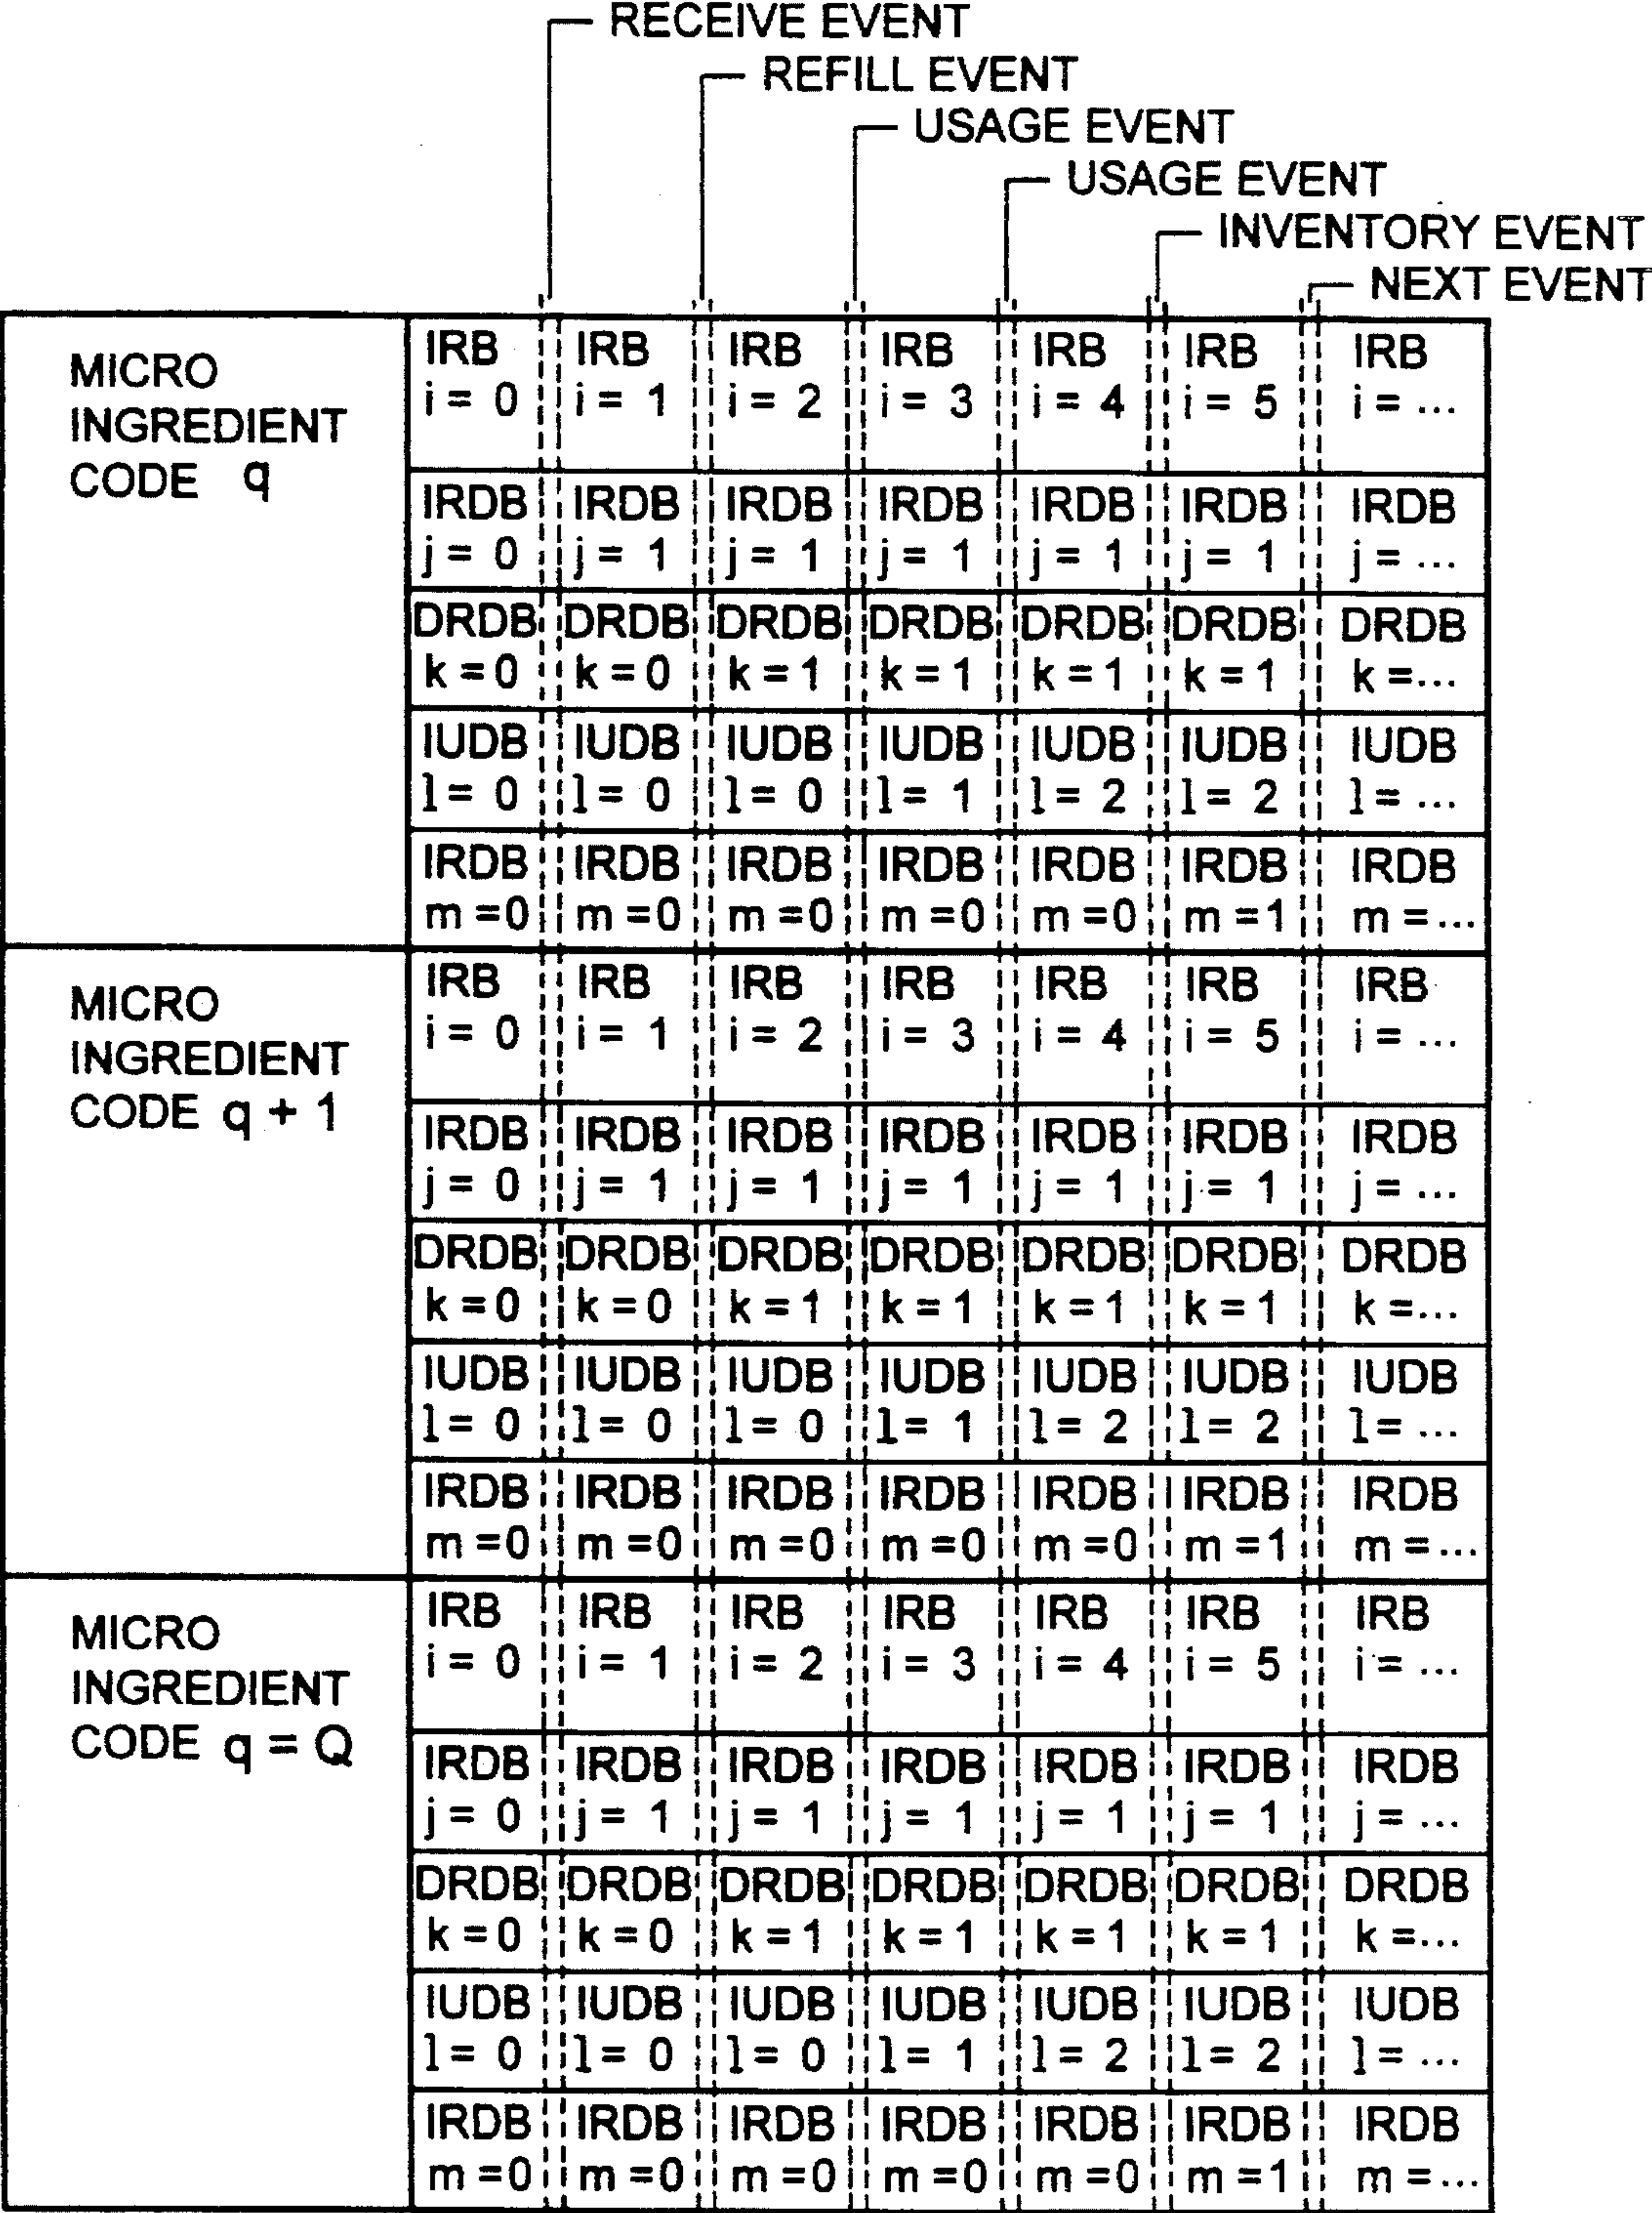 RECEIVE EVENT
REFILL EVENT
USAGE EVENT
USAGE EVENT
INVENTORY EVENT
NEXT EVENT
MICRO
INGREDIENT
CODE q
IRB IRB IRB IRB IRB IRB IRB
i = 0 i = 1 i = 2 i = 3 i = 4 i = 5 i = ...
IRDB IRDB IRDB IRDB IRDB IRDB IRDB
j = 0 j = 1 j = 1 j = 1 j = 1 j = 1 j = ...
DRDB DRDB DRDB DRDB DRDB DRDB DRDB
k = 0 k = 0 k = 1 k = 1 k = 1 k = 1 k = ...
IUDB IUDB IUDB IUDB IUDB IUDB IUDB
l = 0 l = 0 l = 0 l = 1 l = 2 l = 2 l = ...
IRDB IRDB IRDB IRDB IRDB IRDB IRDB
m = 0 m = 0 m = 0 m = 0 m = 0 m = 1 m = ...
MICRO
INGREDIENT
CODE q + 1
IRB IRB IRB IRB IRB IRB IRB
i = 0 i = 1 i = 2 i = 3 i = 4 i = 5 i = ...
IRDB IRDB IRDB IRDB IRDB IRDB IRDB
j = 0 j = 1 j = 1 j = 1 j = 1 j = 1 j = ...
DRDB DRDB DRDB DRDB DRDB DRDB DRDB
k = 0 k = 0 k = 1 k = 1 k = 1 k = 1 k = ...
IUDB IUDB IUDB IUDB IUDB IUDB IUDB
l = 0 l = 0 l = 0 l = 1 l = 2 l = 2 l = ...
IRDB IRDB IRDB IRDB IRDB IRDB IRDB
m = 0 m = 0 m = 0 m = 0 m = 0 m = 1 m = ...
MICRO
INGREDIENT
CODE q = Q
IRB IRB IRB IRB IRB IRB IRB
i = 0 i = 1 i = 2 i = 3 i = 4 i = 5 i = ...
IRDB IRDB IRDB IRDB IRDB IRDB IRDB
j = 0 j = 1 j = 1 j = 1 j = 1 j = 1 j = ...
DRDB DRDB DRDB DRDB DRDB DRDB DRDB
k = 0 k = 0 k = 1 k = 1 k = 1 k = 1 k = ...
IUDB IUDB IUDB IUDB IUDB IUDB IUDB
l = 0 l = 0 l = 0 l = 1 l = 2 l = 2 l = ...
IRDB IRDB IRDB IRDB IRDB IRDB IRDB
m = 0 m = 0 m = 0 m = 0 m = 0 m = 1 m = ...